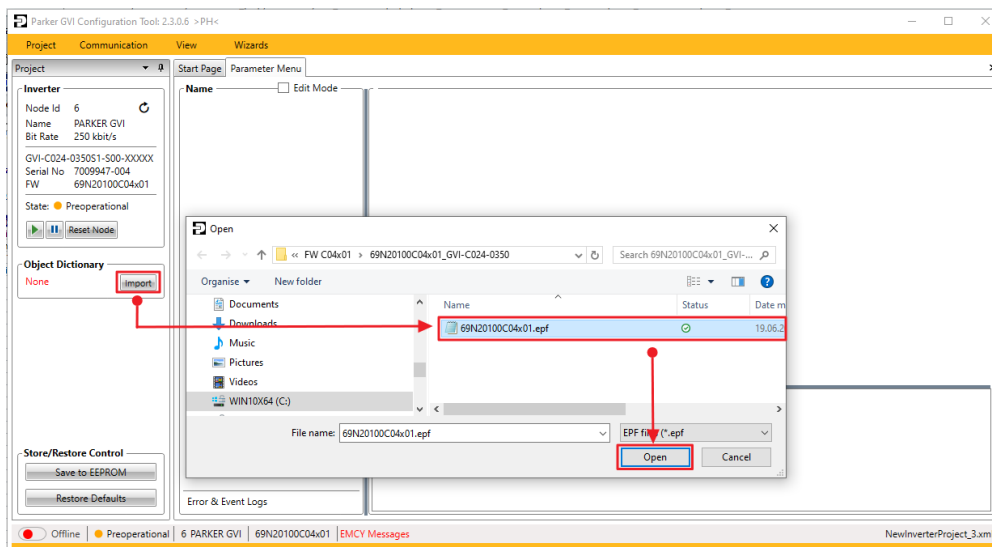 Parker GVI Configuration Tool: 2.3.0.6 >PH<
Project Communication View Wizards
Project
Start Page Parameter Menu
Inverter
Node Id 6
Name PARKER GVI
Bit Rate 250 kbit/s
GVI-C024-0350S1-S00-XXXXX
Serial No 7009947-004
FW 69N20100C04x01
State: Preoperational
Reset Node
Object Dictionary
None Import
Store/Restore Control
Save to EEPROM
Restore Defaults
Name Edit Mode
Error & Event Logs
Open
« FW C04x01 › 69N20100C04x01_GVI-C024-0350
Search 69N20100C04x01_GVI-...
Organise New folder
Documents
Downloads
Music
Pictures
Videos
WIN10X64 (C:)
Name Status Date m
69N20100C04x01.epf 19.06.2
File name: 69N20100C04x01.epf
EPF (*.epf
Open Cancel
Offline Preoperational 6 PARKER GVI 69N20100C04x01 EMCY Messages NewInverterProject_3.xm